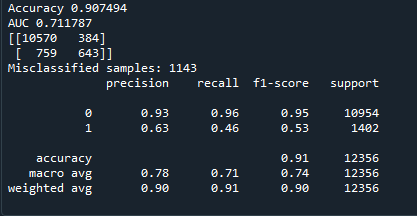 Accuracy 0.907494
AUC 0.711787
[[10570 384]
[ 759 643]]
Misclassified samples: 1143
precision recall f1-score support
0 0.93 0.96 0.95 10954
1 0.63 0.46 0.53 1402
accuracy 0.91 12356
macro avg 0.78 0.71 0.74 12356
weighted avg 0.90 0.91 0.90 12356